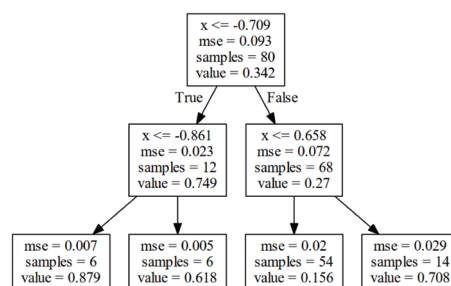 x <= -0.709
mse = 0.093
samples = 80
value = 0.342
True
False
x <= -0.861
mse = 0.023
samples = 12
value = 0.749
x <= 0.658
mse = 0.072
samples = 68
value = 0.27
mse = 0.007
samples = 6
value = 0.879
mse = 0.005
samples = 6
value = 0.618
mse = 0.02
samples = 54
value = 0.156
mse = 0.029
samples = 14
value = 0.708